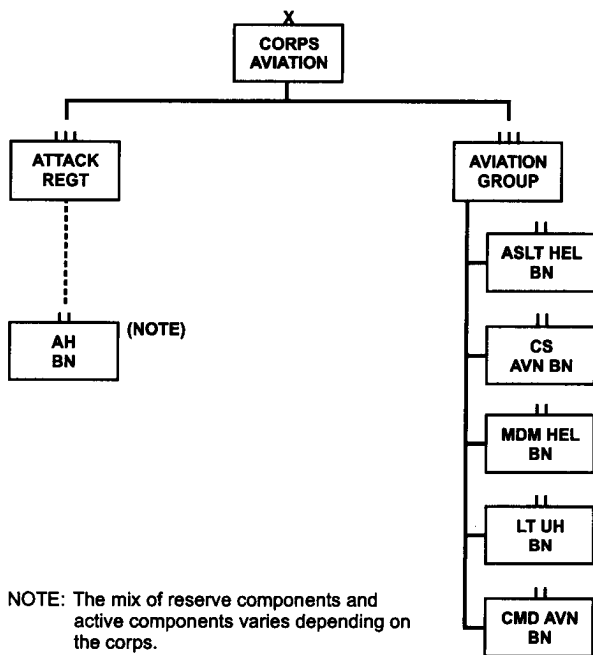 X
CORPS
AVIATION
III
ATTACK
REGT
III
AVIATION
GROUP
II
AH
BN
(NOTE)
II
ASLT HEL
BN
II
CS
AVN BN
II
MDM HEL
BN
II
LT UH
BN
II
CMD AVN
BN
NOTE: The mix of reserve components and
active components varies depending on
the corps.